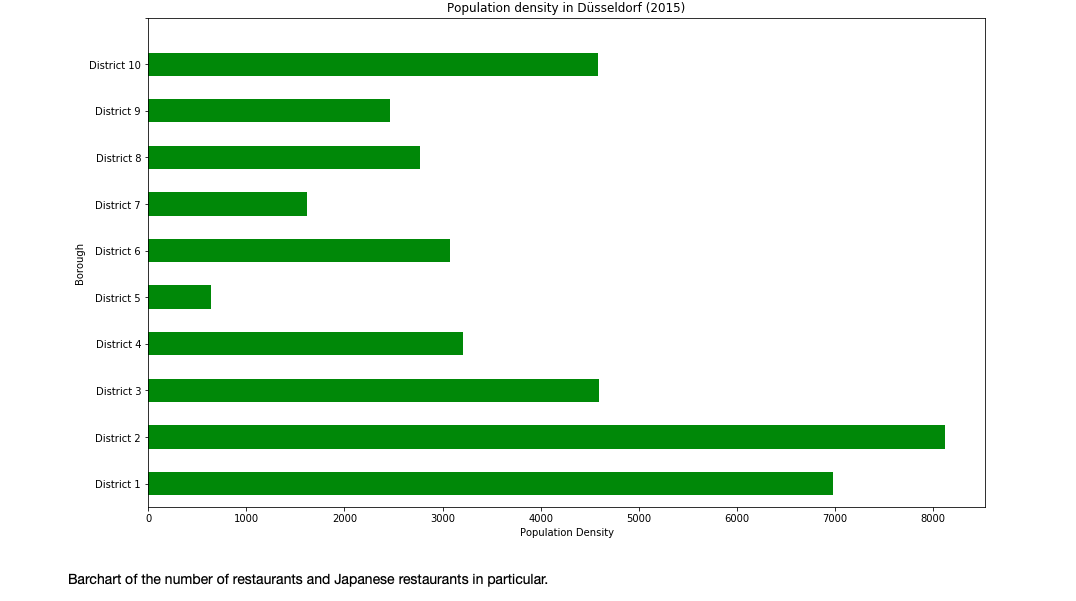 Population density in Düsseldorf (2015)
District 10
District 9
District 8
District 7
District 6
District 5
District 4
District 3
District 2
District 1
Borough
0 1000 2000 3000 4000 5000 6000 7000 8000
Population Density
Barchart of the number of restaurants and Japanese restaurants in particular.